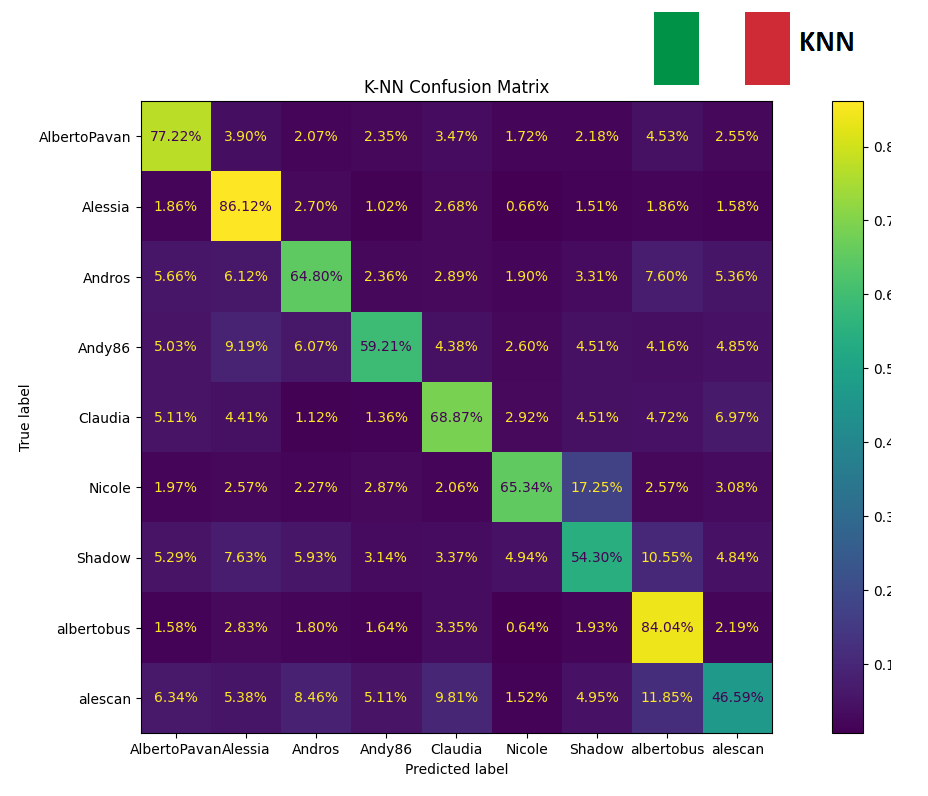 KNN
K-NN Confusion Matrix
AlbertoPavan 77.22% 3.90% 2.07% 2.35% 3.47% 1.72% 2.18% 4.53% 2.55%
Alessia 1.86% 86.12% 2.70% 1.02% 2.68% 0.66% 1.51% 1.86% 1.58%
Andros 5.66% 6.12% 64.80% 2.36% 2.89% 1.90% 3.31% 7.60% 5.36%
Andy86 5.03% 9.19% 6.07% 59.21% 4.38% 2.60% 4.51% 4.16% 4.85%
Claudia 5.11% 4.41% 1.12% 1.36% 68.87% 2.92% 4.51% 4.72% 6.97%
Nicole 1.97% 2.57% 2.27% 2.87% 2.06% 65.34% 17.25% 2.57% 3.08%
Shadow 5.29% 7.63% 5.93% 3.14% 3.37% 4.94% 54.30% 10.55% 4.84%
albertobus 1.58% 2.83% 1.80% 1.64% 3.35% 0.64% 1.93% 84.04% 2.19%
alescan 6.34% 5.38% 8.46% 5.11% 9.81% 1.52% 4.95% 11.85% 46.59%
AlbertoPavan Alessia Andros Andy86 Claudia Nicole Shadow albertobus alescan
Predicted label
True label
0.8
0.7
0.6
0.5
0.4
0.3
0.2
0.1